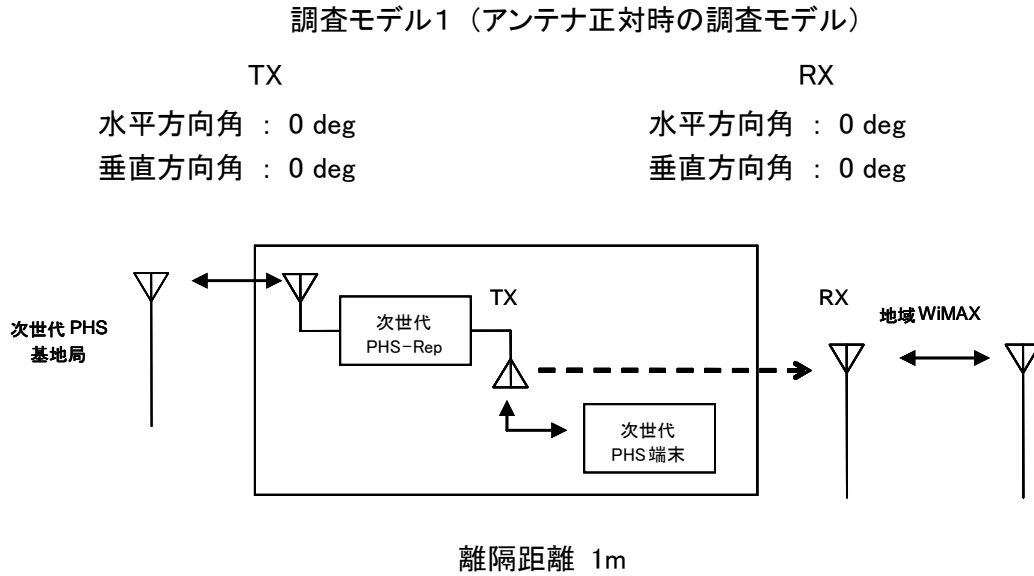 調査モデル１ （アンテナ正対時の調査モデル）
TX
水平方向角 ： 0 deg
垂直方向角 ： 0 deg
RX
水平方向角 ： 0 deg
垂直方向角 ： 0 deg
次世代 PHS
基地局
次世代
PHS-Rep
TX
RX
地域 WiMAX
次世代
PHS 端末
離隔距離 1m